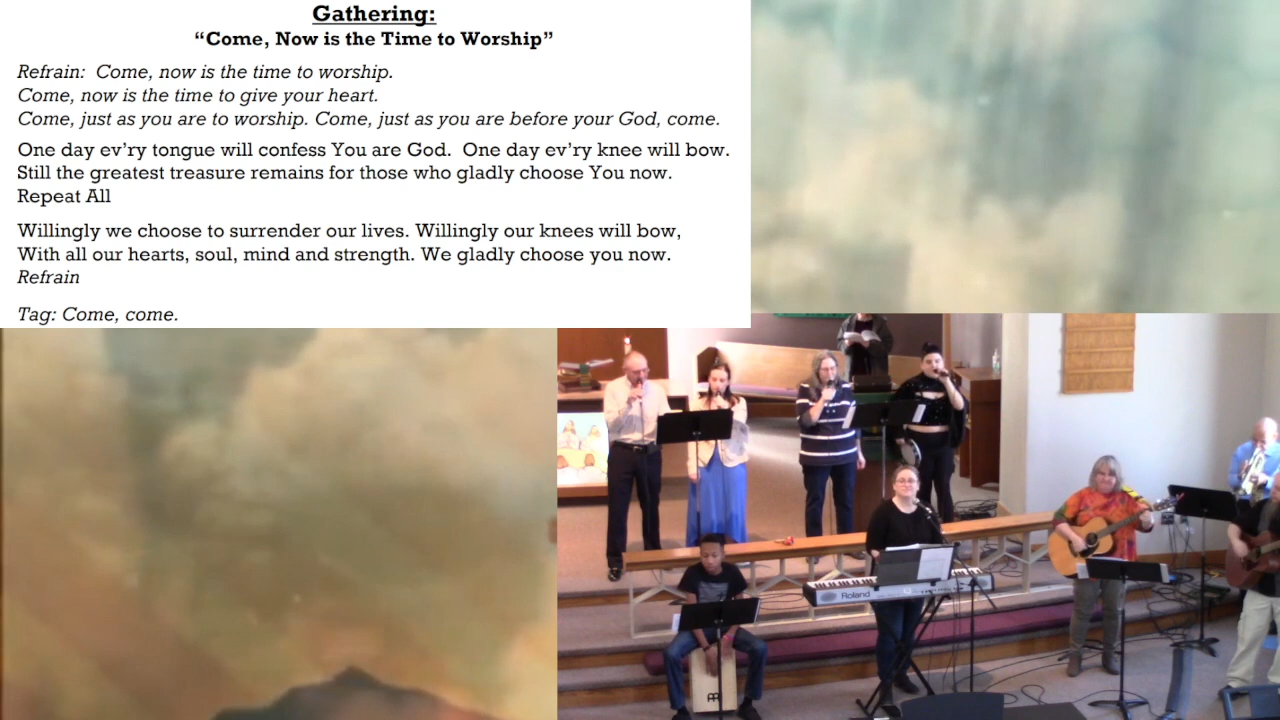 Gathering:
“Come, Now is the Time to Worship”
Refrain:  Come, now is the time to worship.
Come, now is the time to give your heart.
Come, just as you are to worship. Come, just as you are before your God, come.
One day ev’ry tongue will confess You are God.  One day ev’ry knee will bow.
Still the greatest treasure remains for those who gladly choose You now.
Repeat All
Willingly we choose to surrender our lives. Willingly our knees will bow,
With all our hearts, soul, mind and strength. We gladly choose you now.
Refrain
Tag: Come, come.
Roland